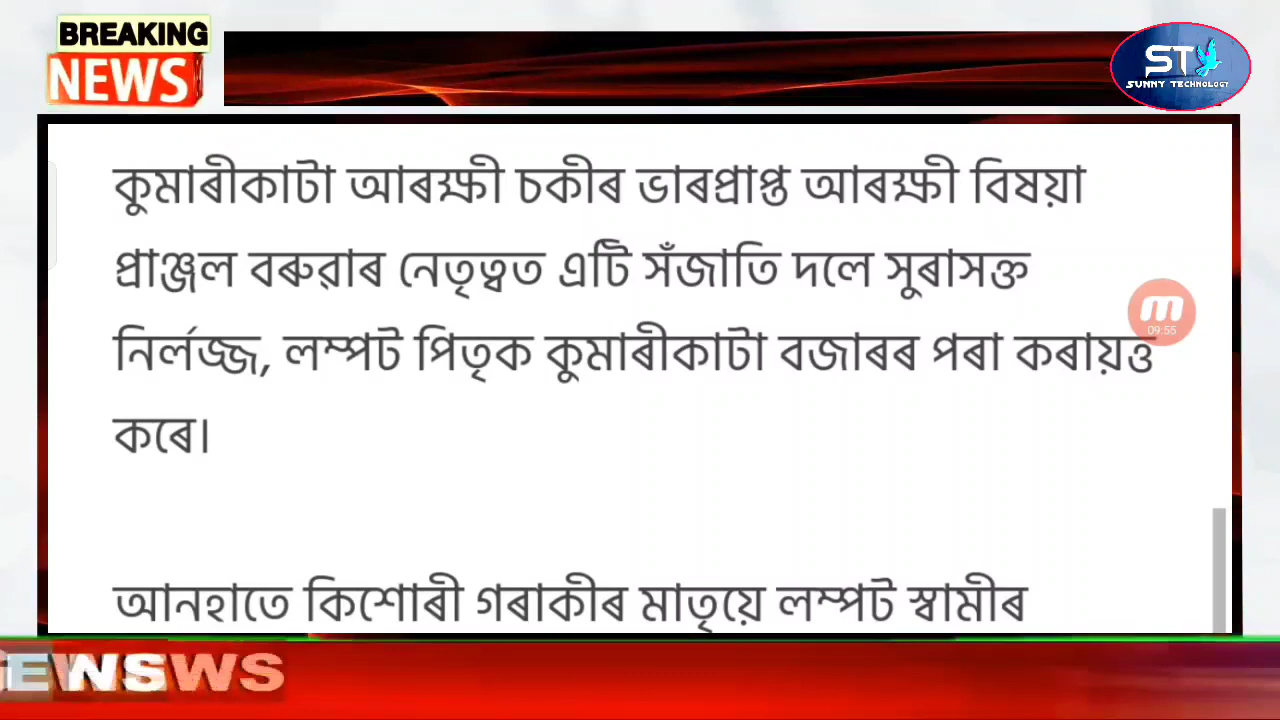 BREAKING
NEWS
ST
SUNNY TECHNOLOGY
কুমাৰীকাটা আৰক্ষী চকীৰ ভাৰপ্ৰাপ্ত আৰক্ষী বিষয়া
প্ৰাঞ্জল বৰুৱাৰ নেতৃত্বত এটি সঁজাতি দলে সুৰাসক্ত
নিৰ্লজ্জ, লম্পট পিতৃক কুমাৰীকাটা বজাৰৰ পৰা কৰায়ত্ত
কৰে।
09:55
আনহাতে কিশোৰী গৰাকীৰ মাতৃয়ে লম্পট স্বামীৰ